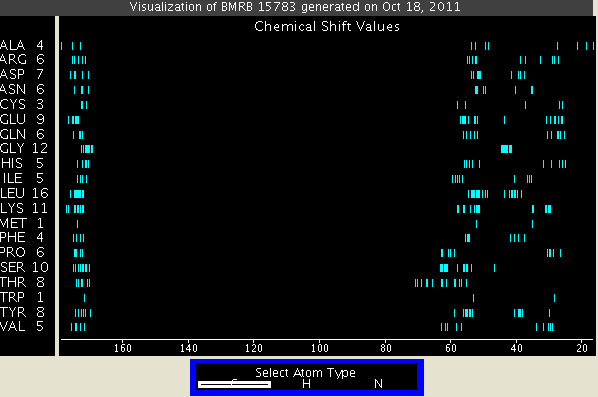 Visualization of BMRB 15783 generated on Oct 18, 2011
Chemical Shift Values
ALA 4
ARG 6
ASP 7
ASN 6
CYS 3
GLU 9
GLN 6
GLY 12
HIS 5
ILE 5
LEU 16
LYS 11
MET 1
PHE 4
PRO 6
SER 10
THR 8
TRP 1
TYR 8
VAL 5
160 140 120 100 80 60 40 20
Select Atom Type
C H N